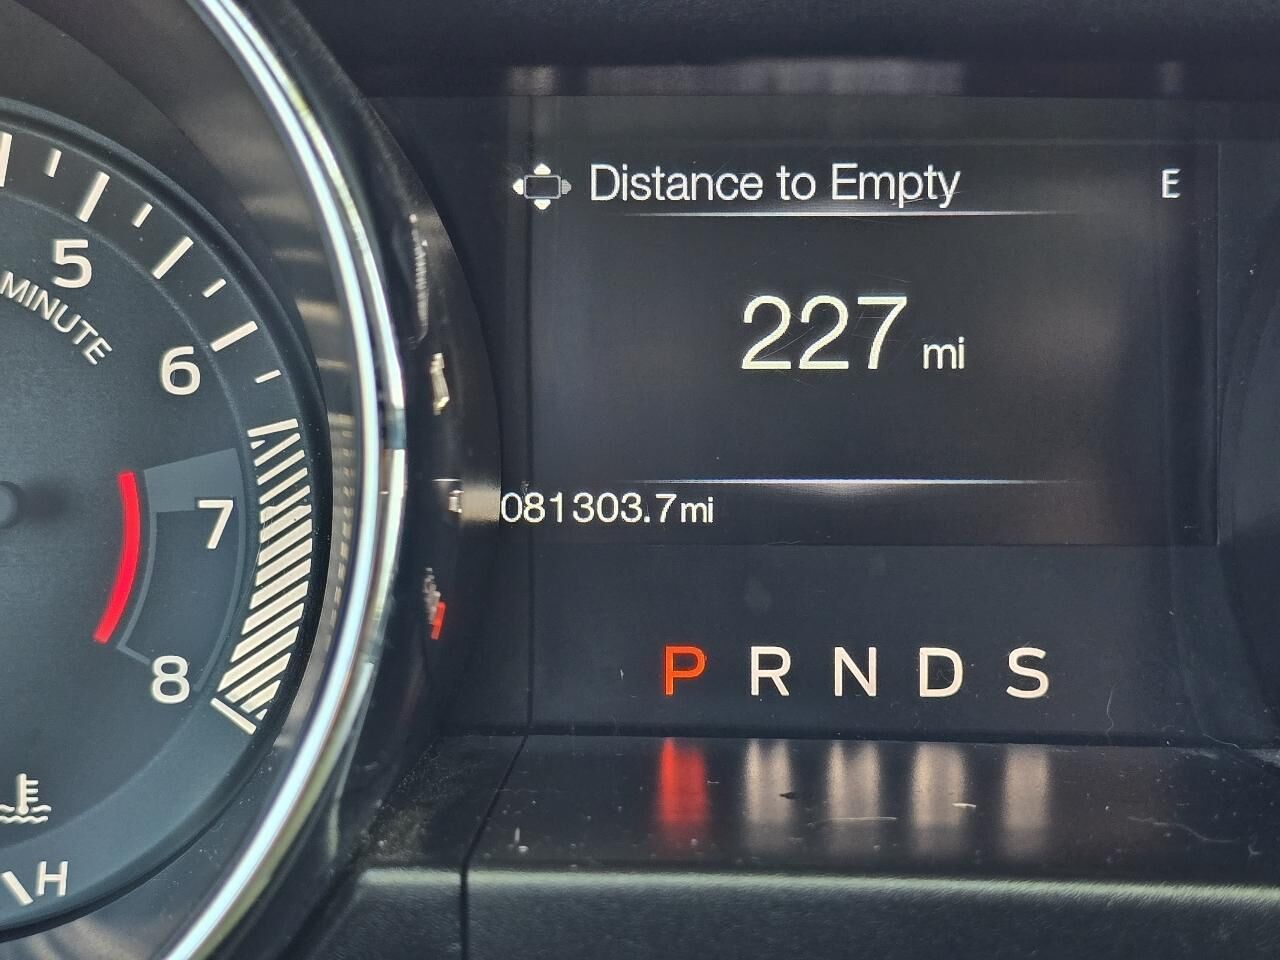 Distance to Empty E
227 mi
081303.7mi
P R N D S
5
MINUTE
6
7
8
H